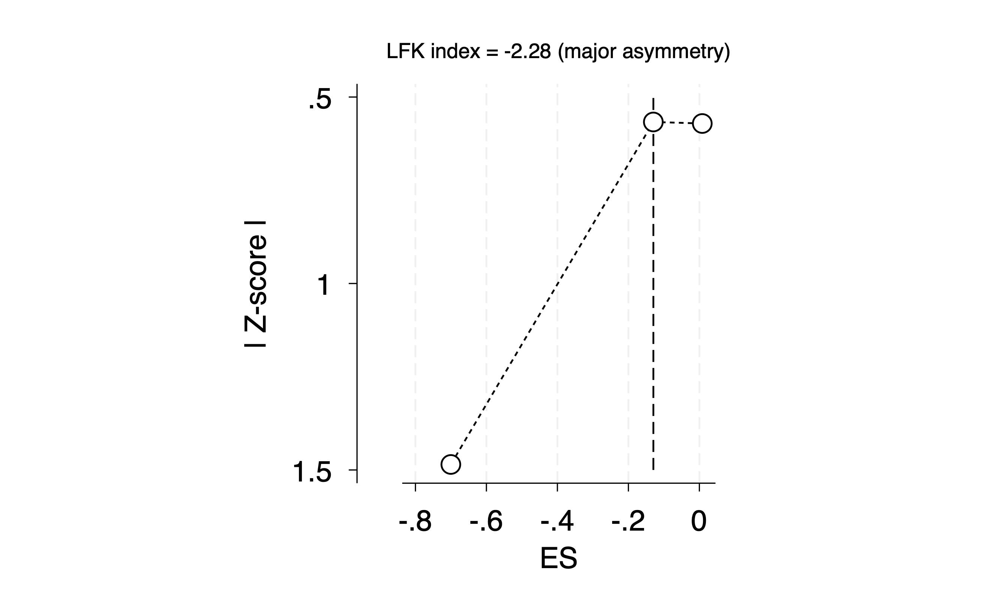 LFK index = -2.28 (major asymmetry)
.5
1
1.5
| Z-score |
-.8 -.6 -.4 -.2 0
ES